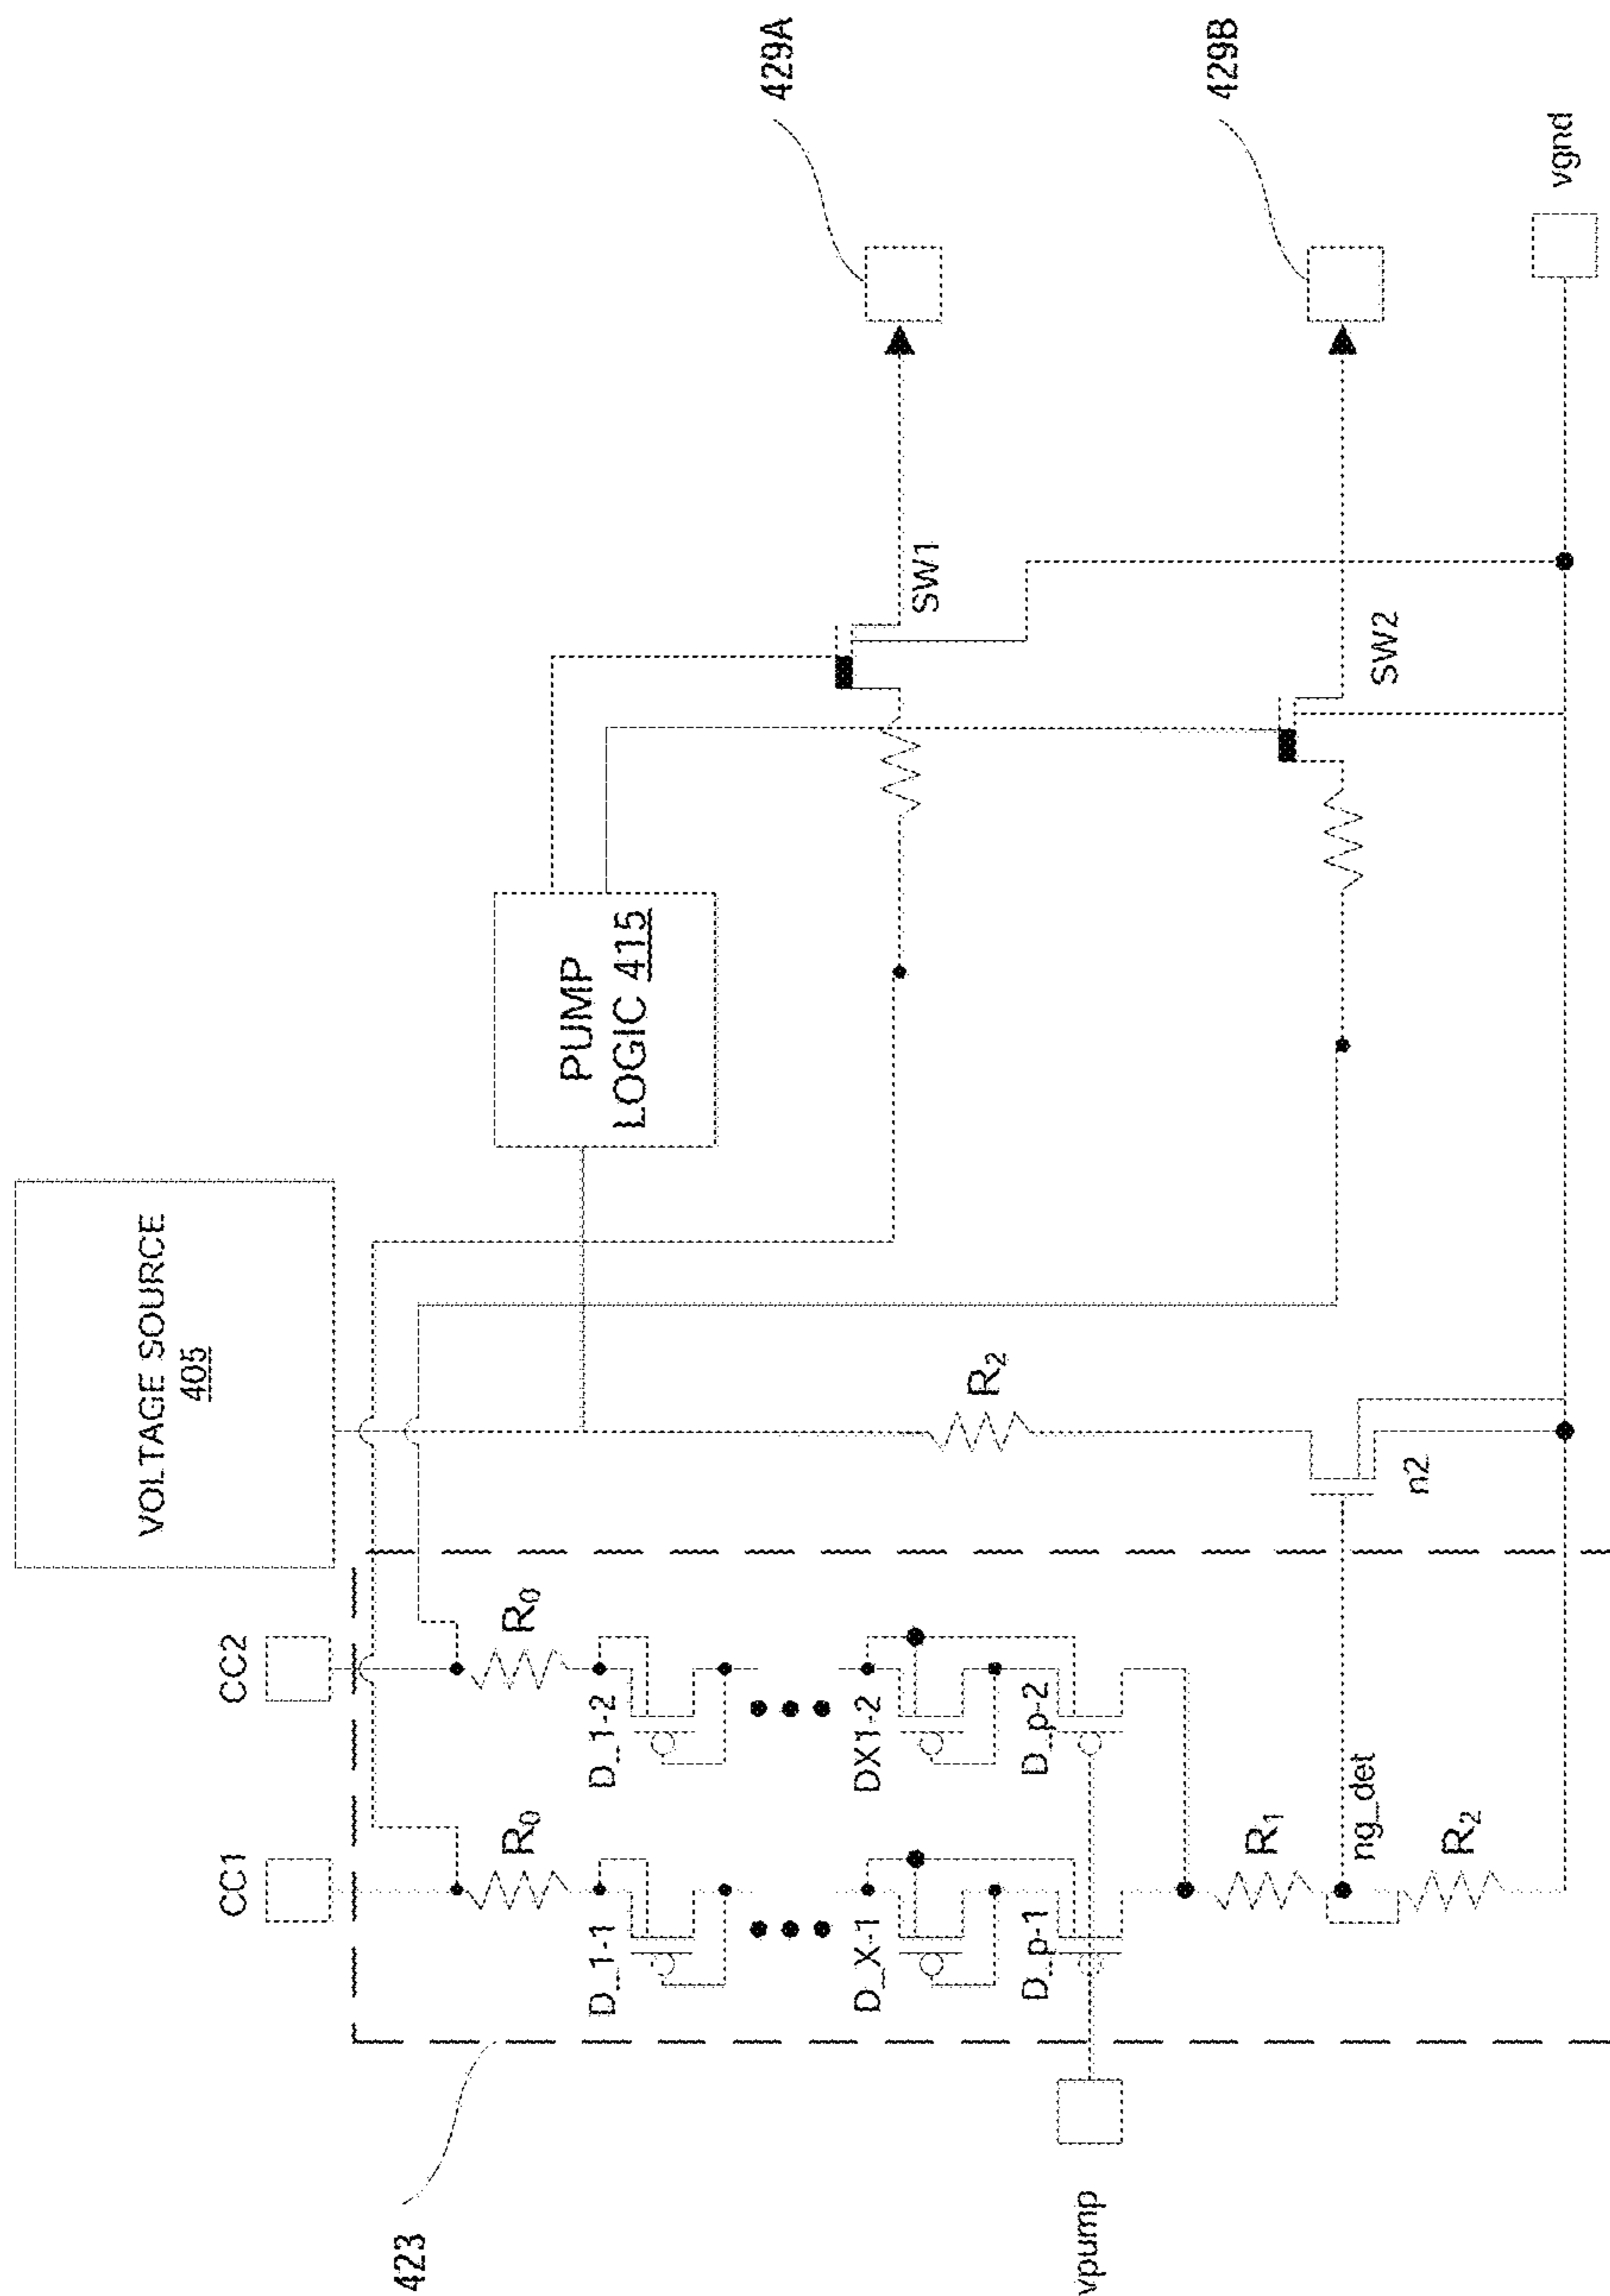 VOLTAGE SOURCE
405
CC1
CC2
423
R0
R0
D_1-1
D_1-2
D_X-1
DX1-2
D_p-1
D_p-2
vpump
R1
ng_det
R2
R2
n2
PUMP
LOGIC 415
SW1
SW2
429A
429B
vgnd